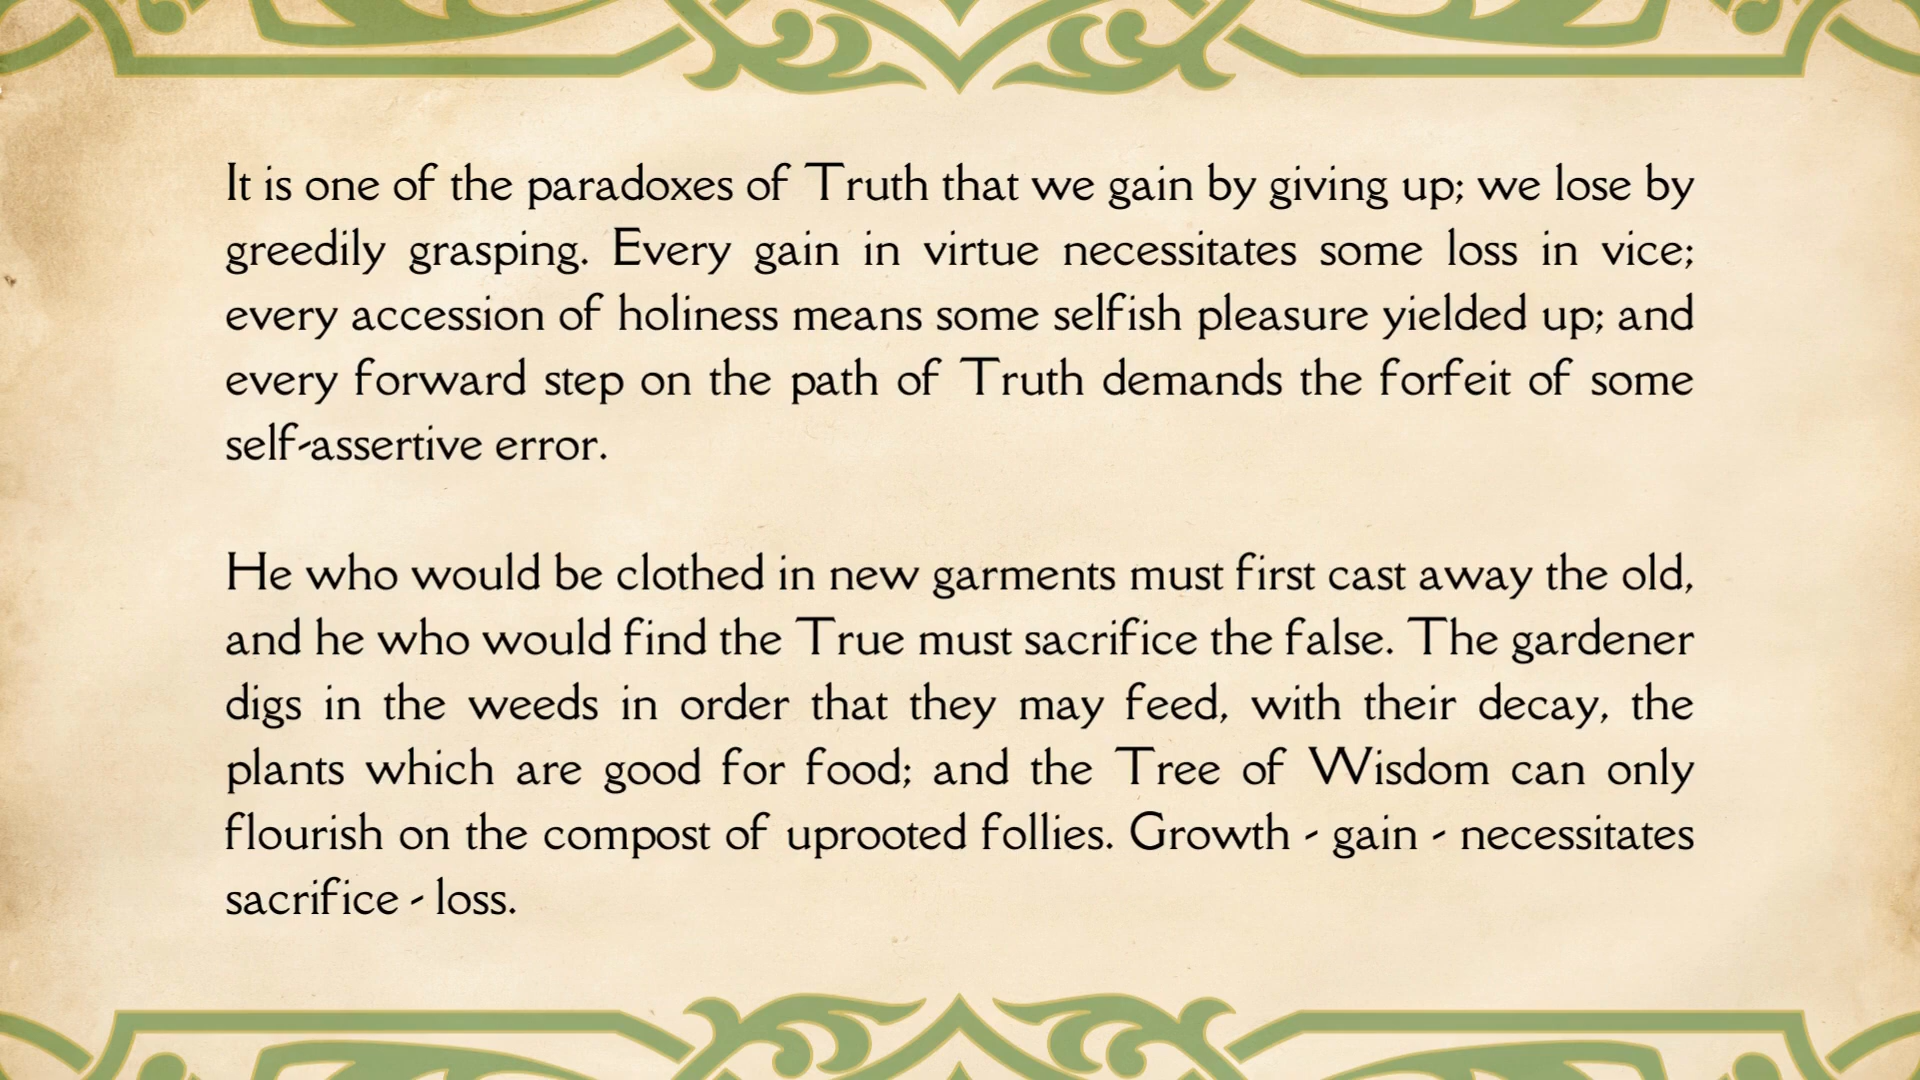 It is one of the paradoxes of Truth that we gain by giving up; we lose by
greedily grasping. Every gain in virtue necessitates some loss in vice;
every accession of holiness means some selfish pleasure yielded up; and
every forward step on the path of Truth demands the forfeit of some
self-assertive error.
He who would be clothed in new garments must first cast away the old,
and he who would find the True must sacrifice the false. The gardener
digs in the weeds in order that they may feed, with their decay, the
plants which are good for food; and the Tree of Wisdom can only
flourish on the compost of uprooted follies. Growth - gain - necessitates
sacrifice - loss.